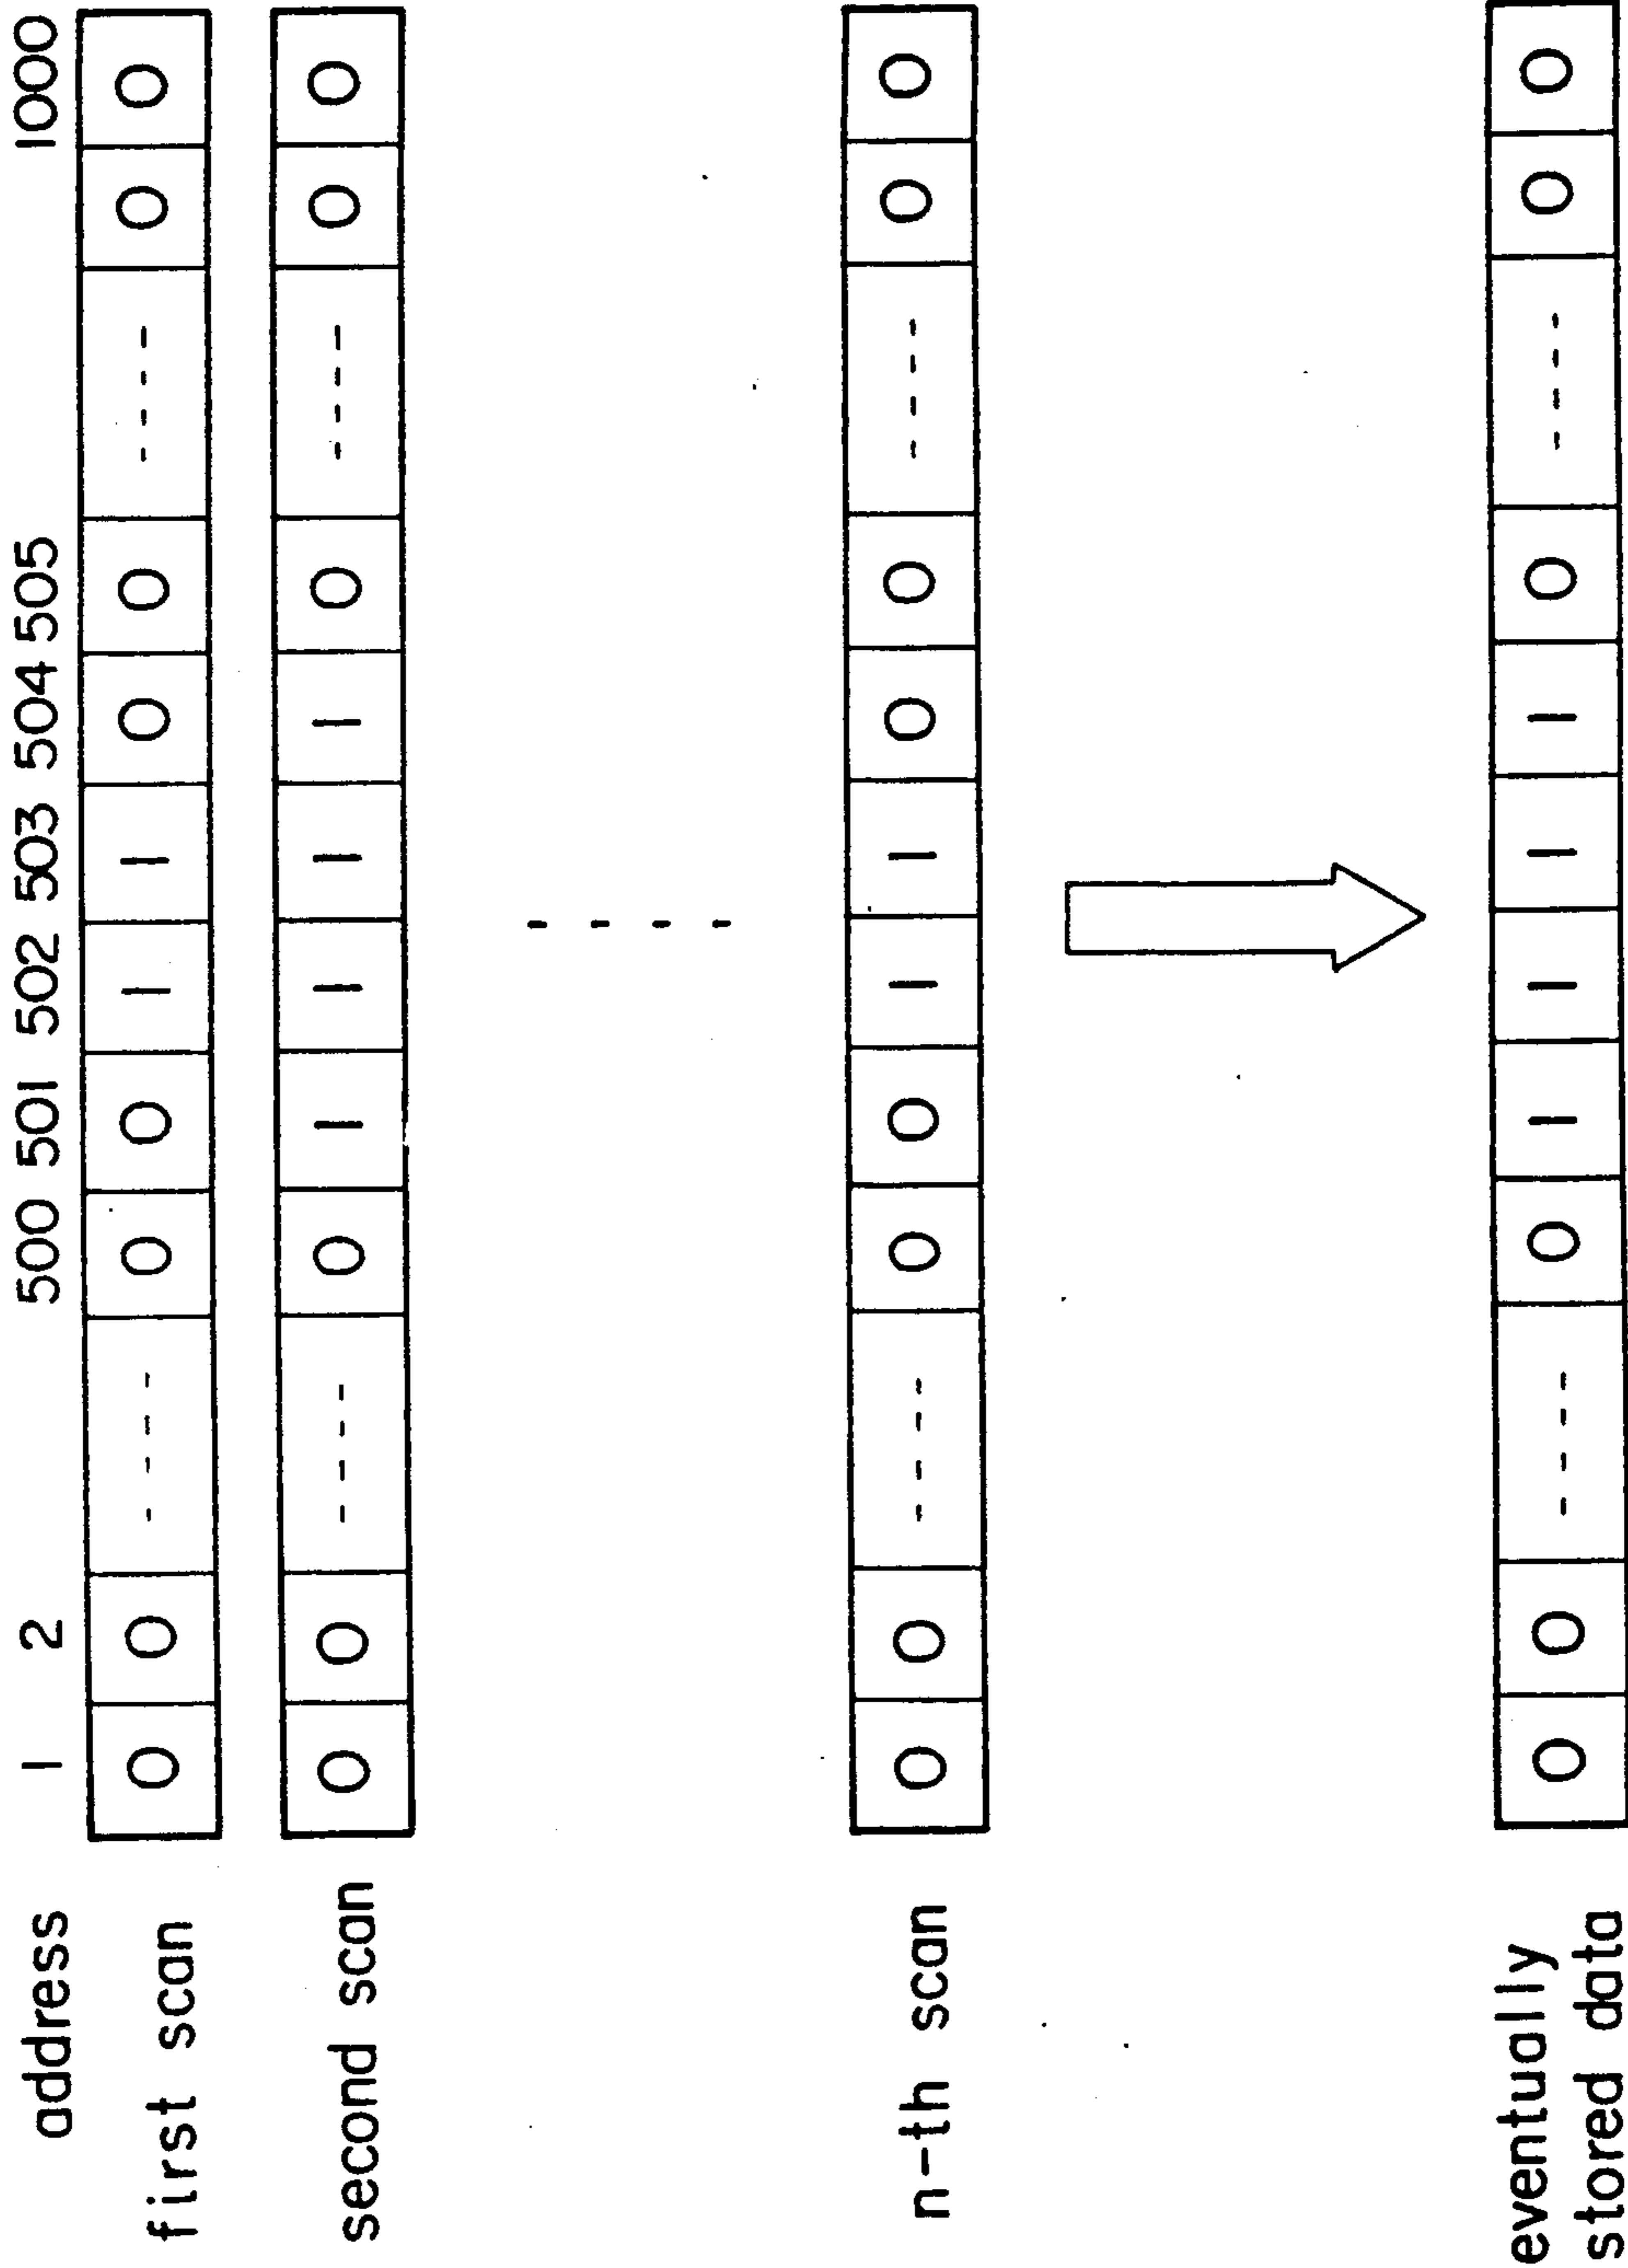 address 1 2 500 501 502 503 504 505 1000
first scan 0 0 ---- 0 0 1 1 0 0 ---- 0 0
second scan 0 0 ---- 0 1 1 1 1 0 ---- 0 0
n-th scan 0 0 ---- 0 0 1 1 0 0 ---- 0 0
eventually
stored data 0 0 ---- 0 1 1 1 1 0 ---- 0 0